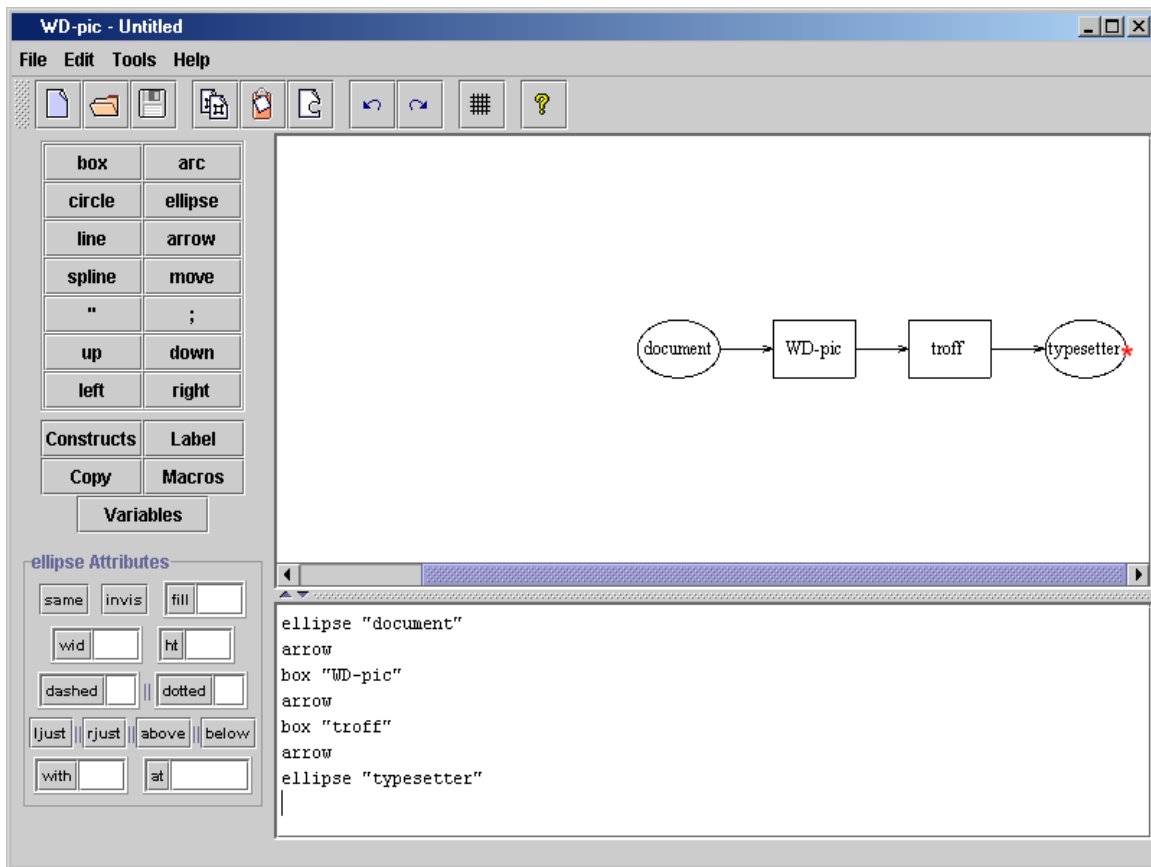 WD-pic - Untitled
File Edit Tools Help
box arc
circle ellipse
line arrow
spline move
" ;
up down
left right
Constructs Label
Copy Macros
Variables
ellipse Attributes
same invis fill
wid ht
dashed || dotted
ljust || rjust || above || below
with at
document WD-pic troff typesetter*
ellipse "document"
arrow
box "WD-pic"
arrow
box "troff"
arrow
ellipse "typesetter"